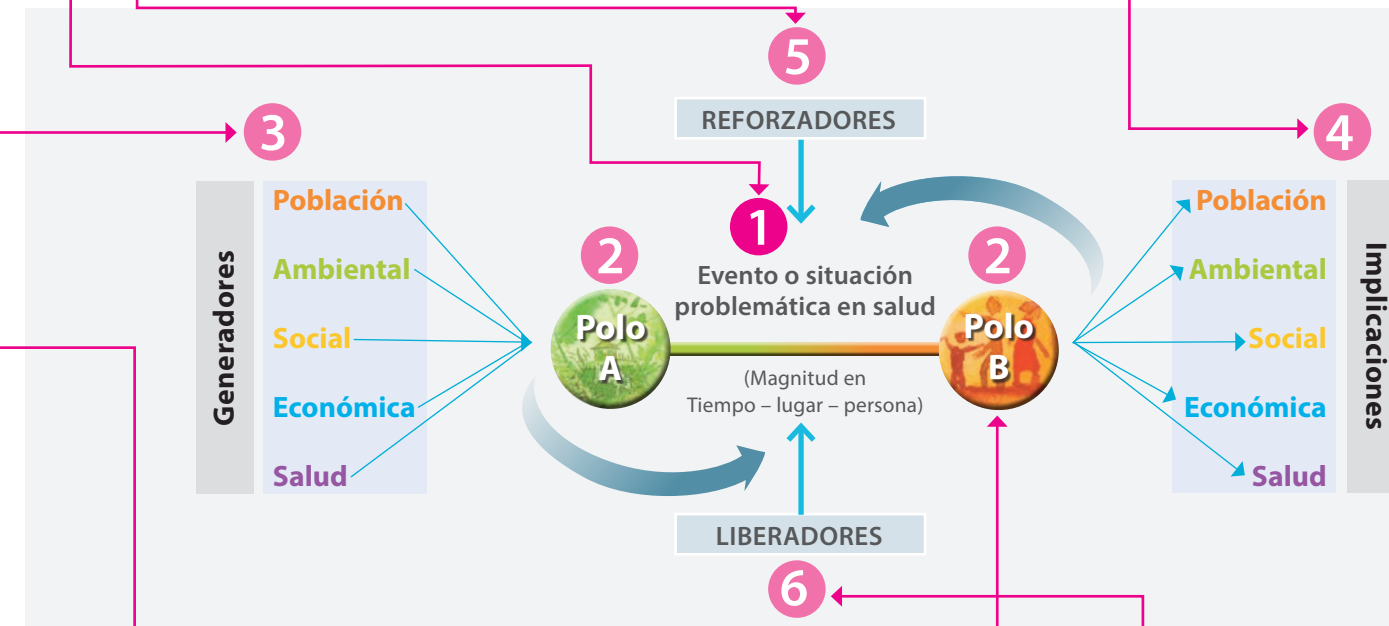 5
REFORZADORES
3
4
Generadores
Población
Ambiental
Social
Económica
Salud
1
2
2
Evento o situación
problemática en salud
Polo
A
Polo
B
(Magnitud en
Tiempo – lugar – persona)
Población
Ambiental
Social
Económica
Salud
Implicaciones
LIBERADORES
6